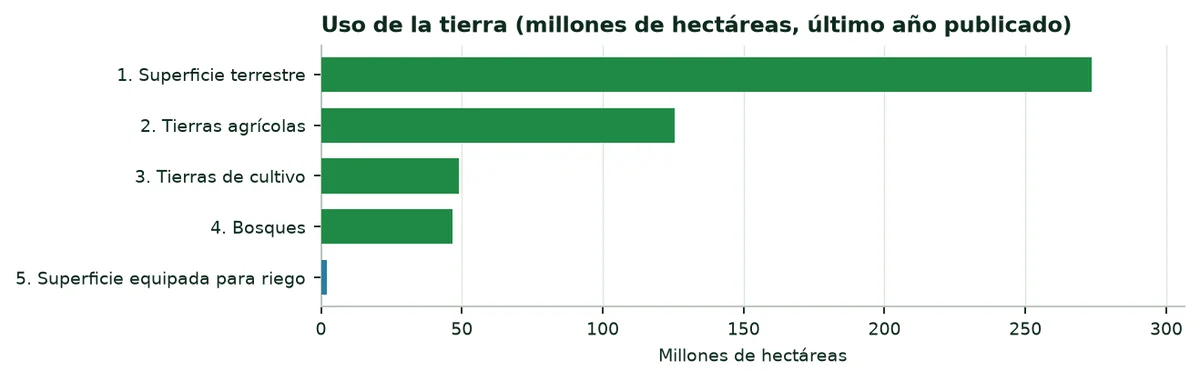 Uso de la tierra (millones de hectáreas, último año publicado)
1. Superficie terrestre
2. Tierras agrícolas
3. Tierras de cultivo
4. Bosques
5. Superficie equipada para riego
0 50 100 150 200 250 300
Millones de hectáreas